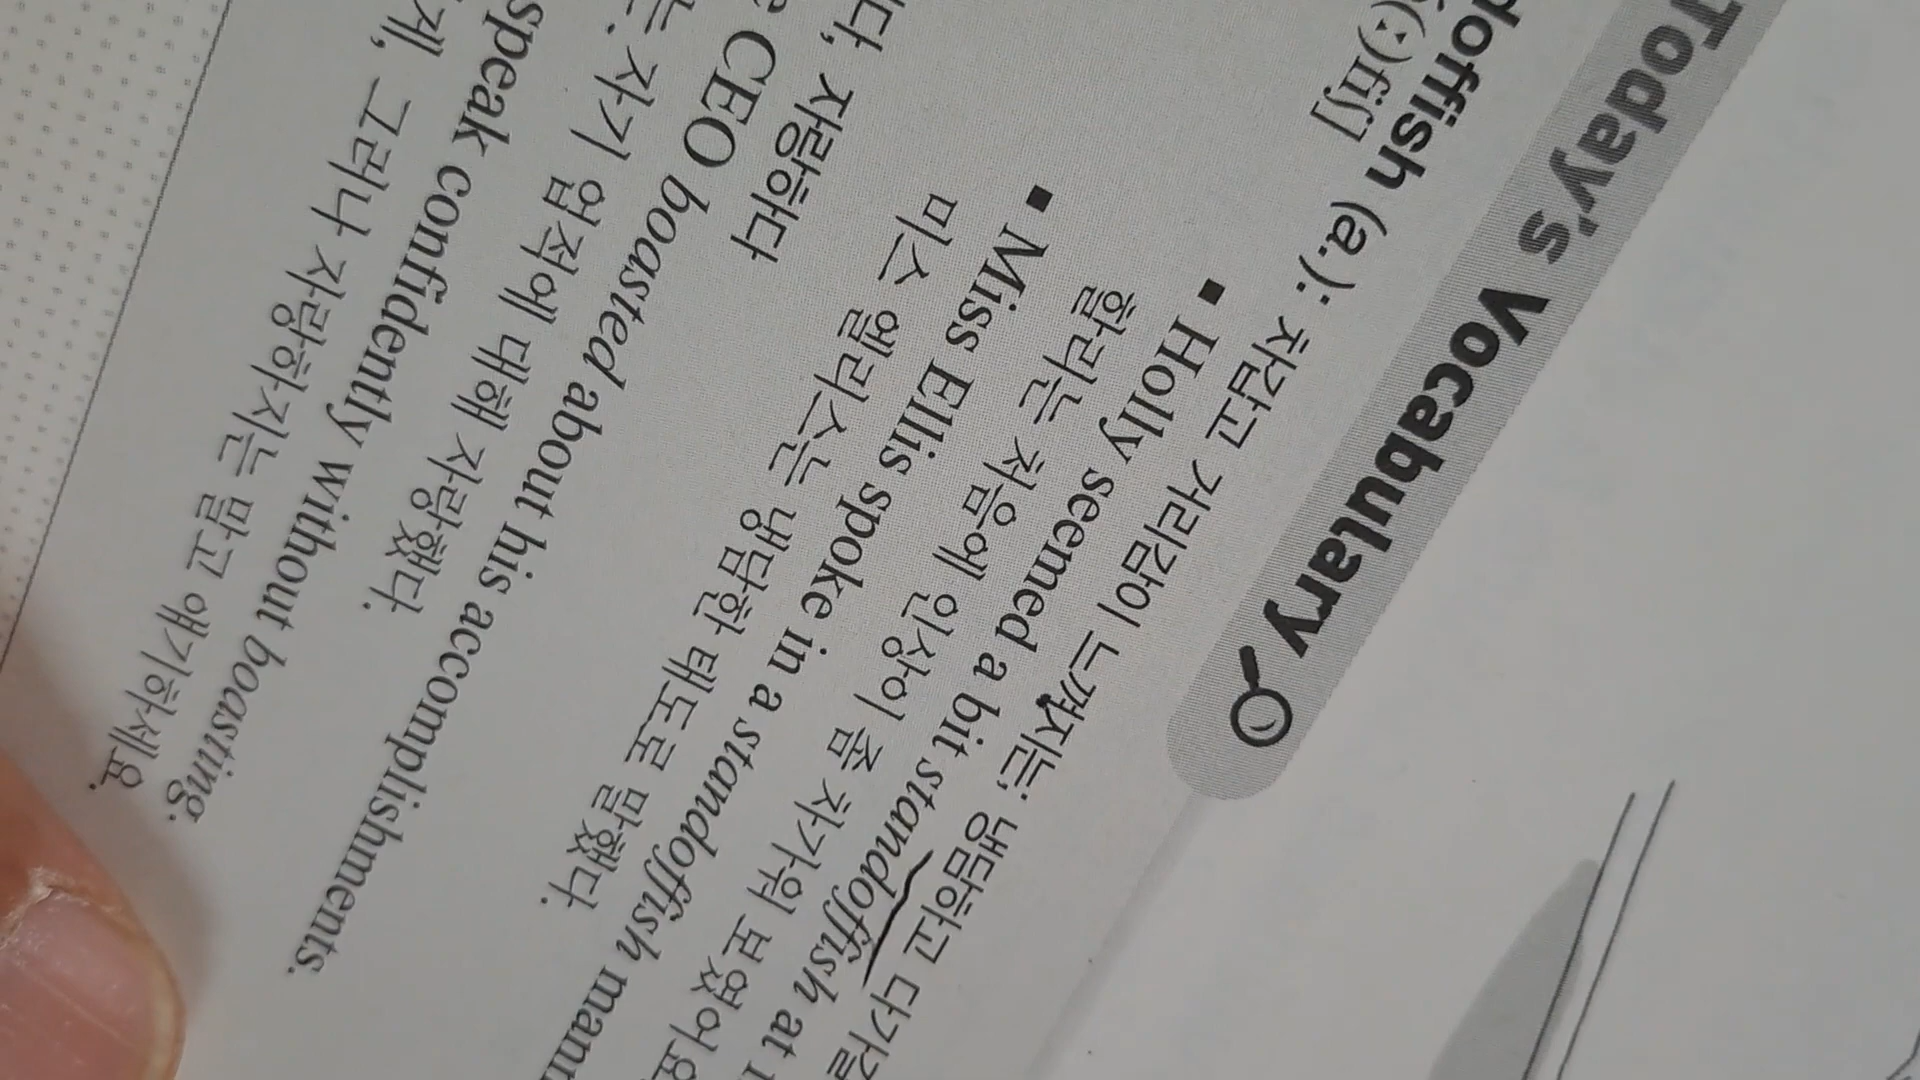 Today's Vocabulary
doffish (a.): 차갑고 거리감이 느껴지는; 냉담하고 다가갈
(:)fiʃ]
▪ Holly seemed a bit standoffish at
할리는 처음에 인상이 좀 차가워 보였어요
▪ Miss Ellis spoke in a standoffish
미스 엘리스는 냉담한 태도로 말했다.
다, 자랑하다
CEO boasted about his accomplishments.
는 자기 업적에 대해 자랑했다.
speak confidently without boasting.
게, 그러나 자랑하지는 말고 얘기하세요.